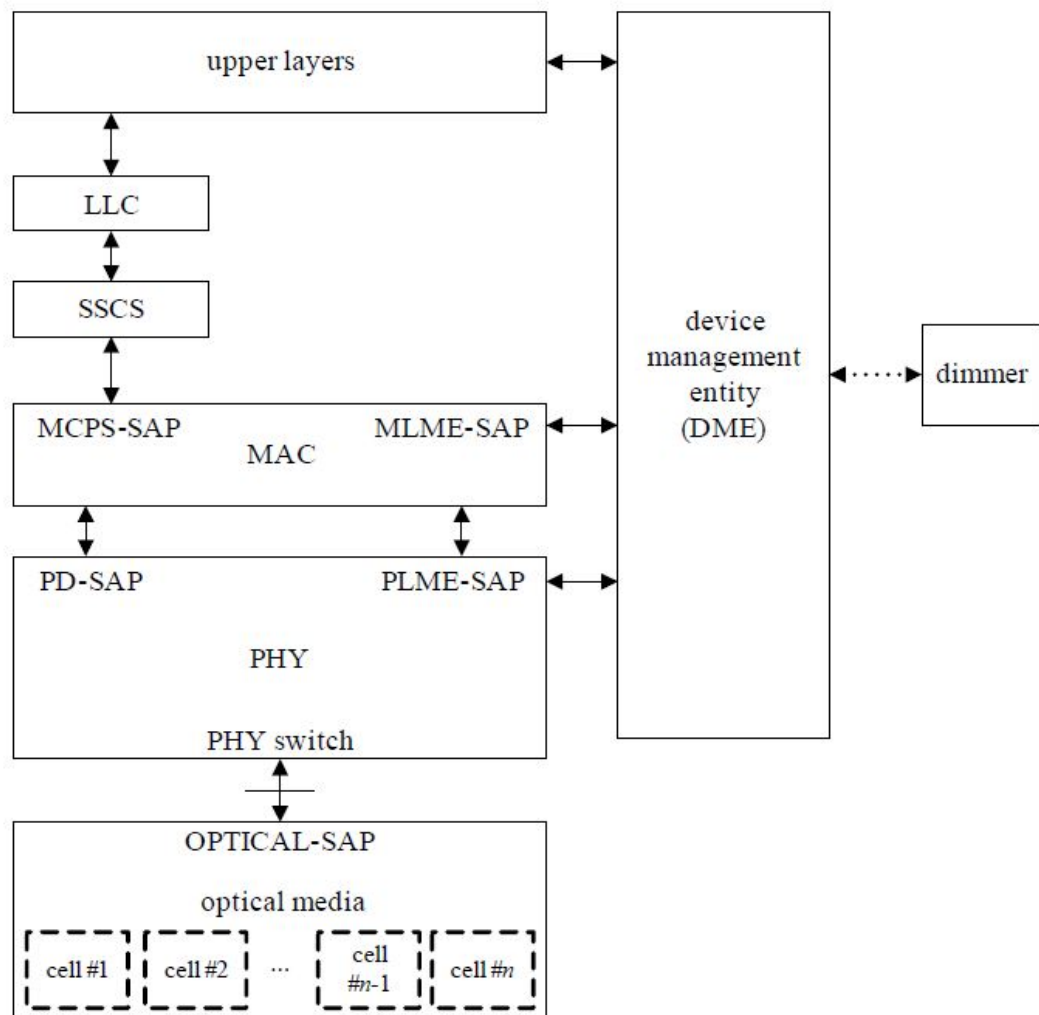 upper layers
LLC
SSCS
MCPS-SAP MLME-SAP
MAC
PD-SAP PLME-SAP
PHY
PHY switch
OPTICAL-SAP
optical media
cell #1 cell #2 ... cell
#n-1 cell #n
device
management
entity
(DME)
dimmer